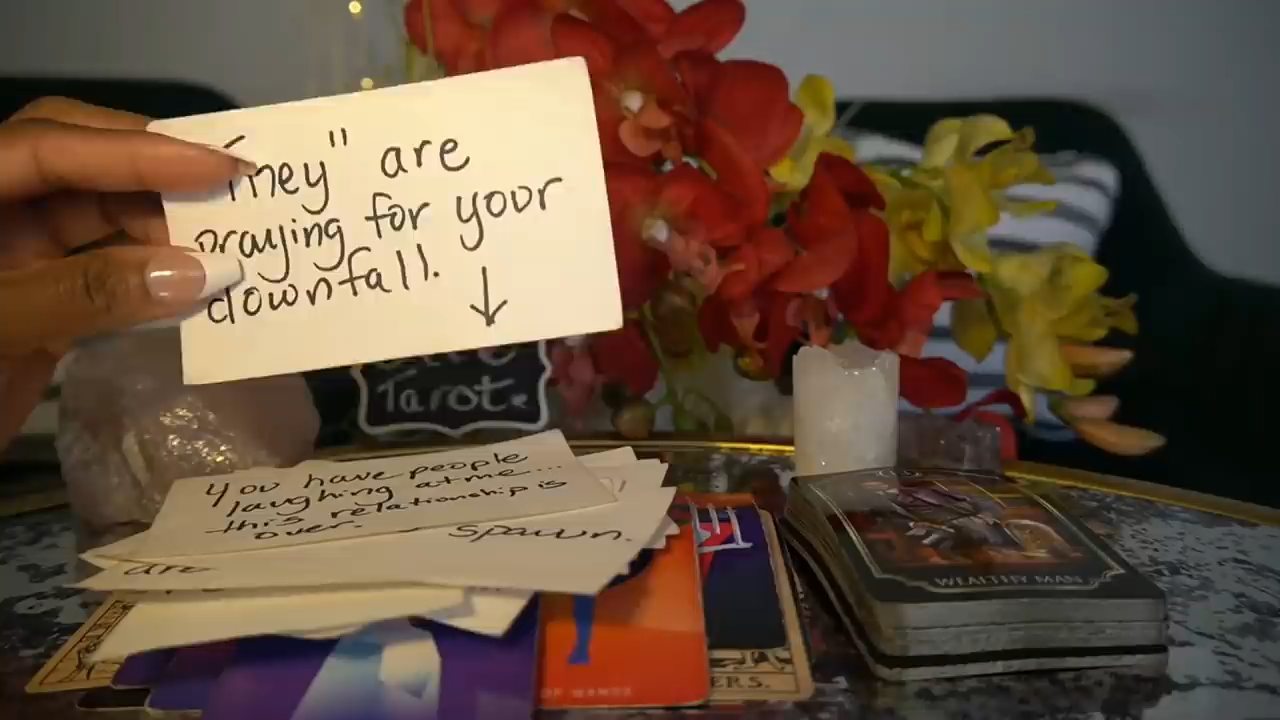 "They" are
praying for your
downfall.
Tarot.
You have people
laughing at me...
this relationship is
over.
spawn.
are
WEALTHY MAN
OF WANDS
ERS.